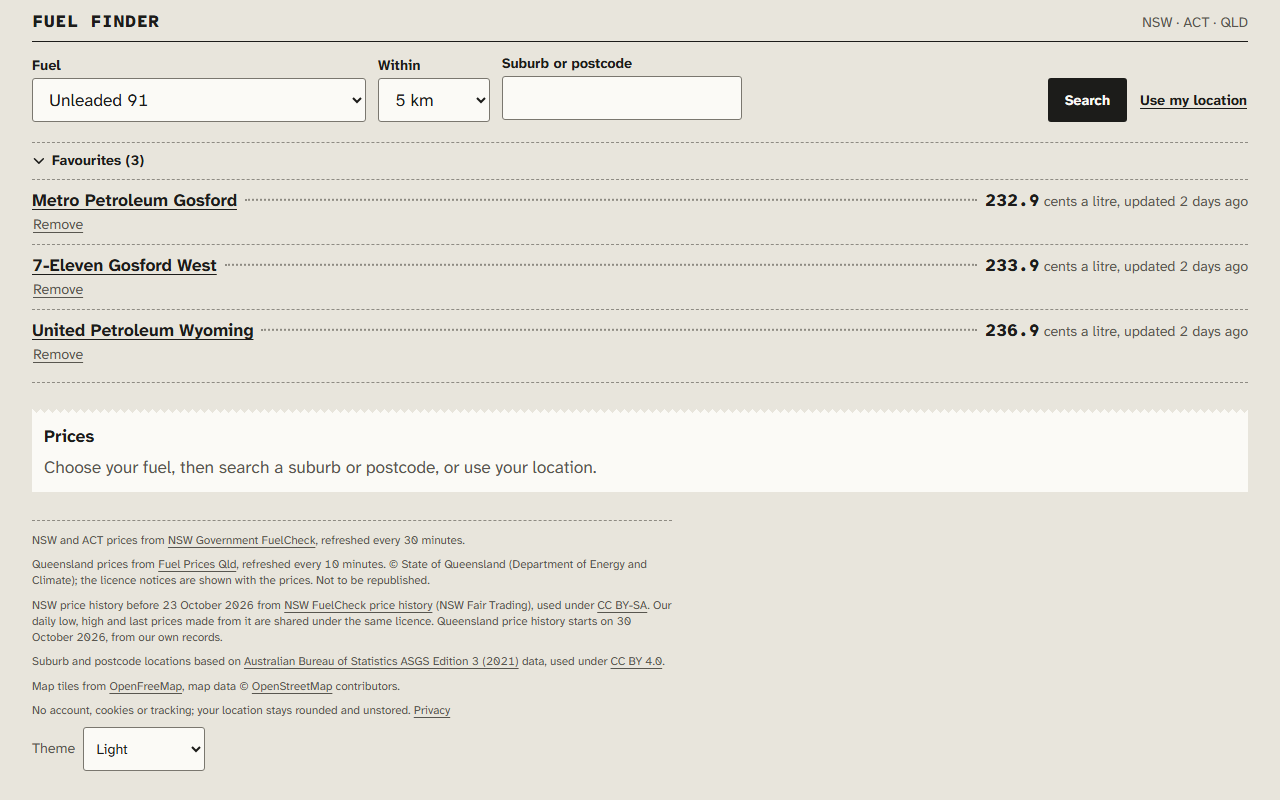 FUEL FINDER
NSW · ACT · QLD
Fuel
Within
Suburb or postcode
Unleaded 91
5 km
Search
Use my location
Favourites (3)
Metro Petroleum Gosford
232.9 cents a litre, updated 2 days ago
Remove
7-Eleven Gosford West
233.9 cents a litre, updated 2 days ago
Remove
United Petroleum Wyoming
236.9 cents a litre, updated 2 days ago
Remove
Prices
Choose your fuel, then search a suburb or postcode, or use your location.
NSW and ACT prices from NSW Government FuelCheck, refreshed every 30 minutes.
Queensland prices from Fuel Prices Qld, refreshed every 10 minutes. © State of Queensland (Department of Energy and
Climate); the licence notices are shown with the prices. Not to be republished.
NSW price history before 23 October 2026 from NSW FuelCheck price history (NSW Fair Trading), used under CC BY-SA. Our
daily low, high and last prices made from it are shared under the same licence. Queensland price history starts on 30
October 2026, from our own records.
Suburb and postcode locations based on Australian Bureau of Statistics ASGS Edition 3 (2021) data, used under CC BY 4.0.
Map tiles from OpenFreeMap, map data © OpenStreetMap contributors.
No account, cookies or tracking; your location stays rounded and unstored. Privacy
Theme
Light